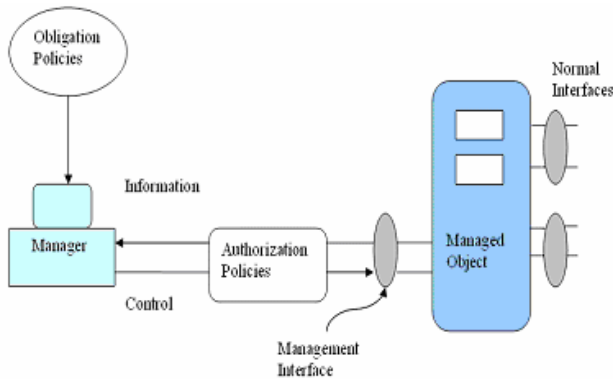 Obligation
Policies
Normal
Interfaces
Information
Manager
Authorization
Policies
Managed
Object
Control
Management
Interface